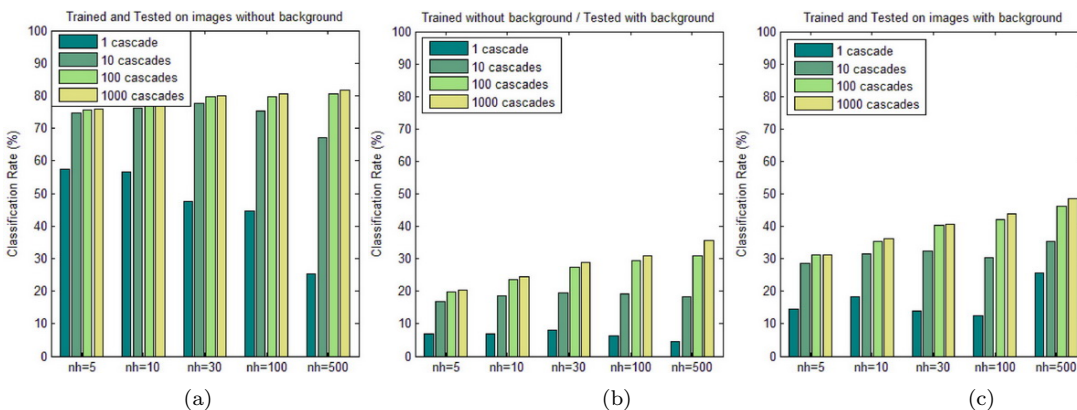 Trained and Tested on images without background
100
90
80
70
60
50
40
30
20
10
0
Classification Rate (%)
1 cascade
10 cascades
100 cascades
1000 cascades
nh=5 nh=10 nh=30 nh=100 nh=500
(a)
Trained without background / Tested with background
100
90
80
70
60
50
40
30
20
10
0
Classification Rate (%)
1 cascade
10 cascades
100 cascades
1000 cascades
nh=5 nh=10 nh=30 nh=100 nh=500
(b)
Trained and Tested on images with background
100
90
80
70
60
50
40
30
20
10
0
Classification Rate (%)
1 cascade
10 cascades
100 cascades
1000 cascades
nh=5 nh=10 nh=30 nh=100 nh=500
(c)